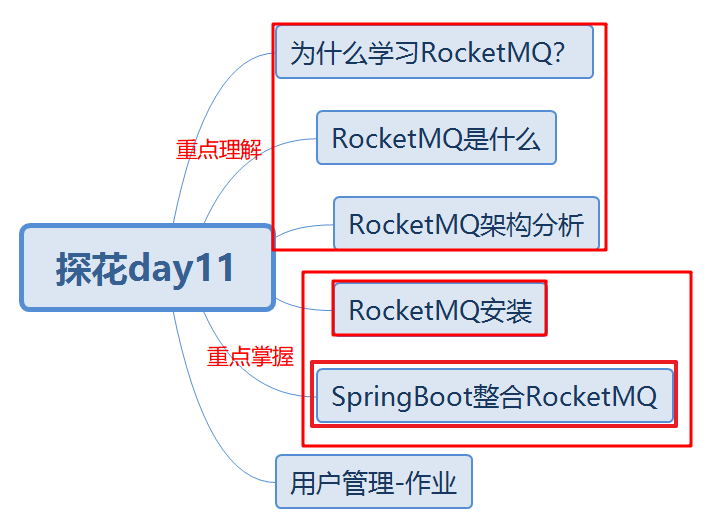 为什么学习RocketMQ?
重点理解
RocketMQ是什么
RocketMQ架构分析
探花day11
RocketMQ安装
重点掌握
SpringBoot整合RocketMQ
用户管理-作业